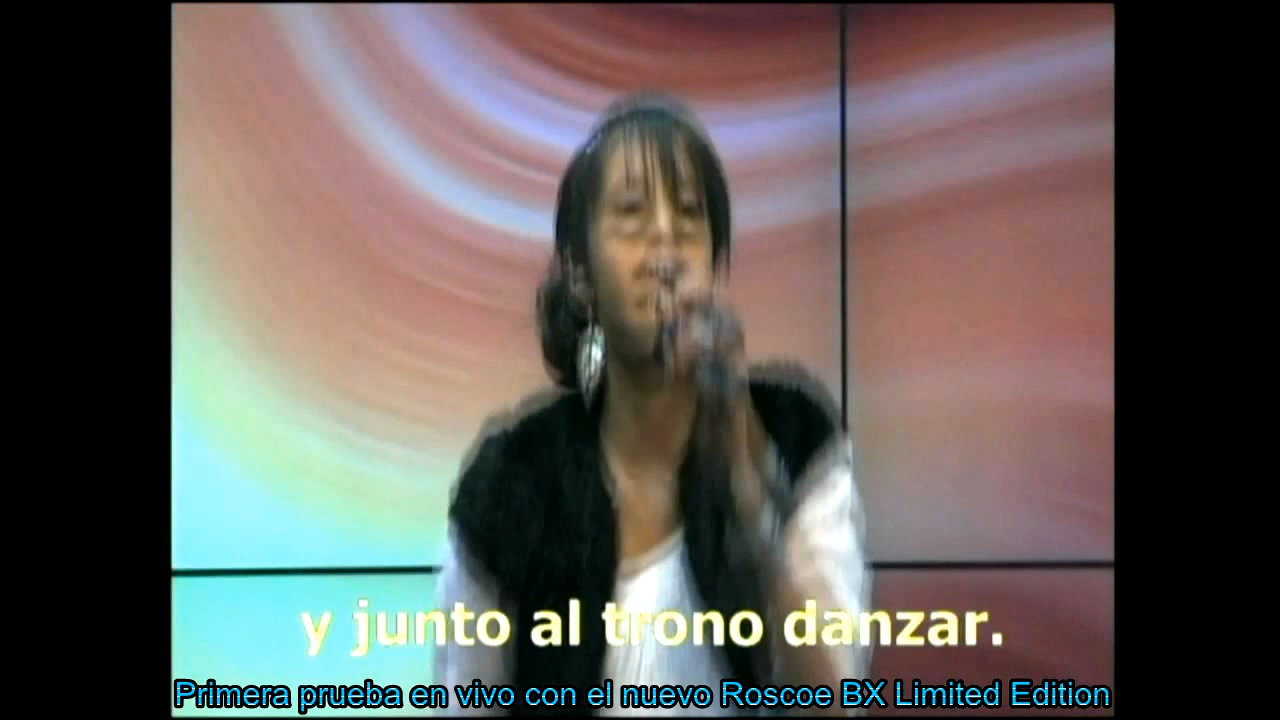 y junto al trono danzar.
Primera prueba en vivo con el nuevo Roscoe BX Limited Edition